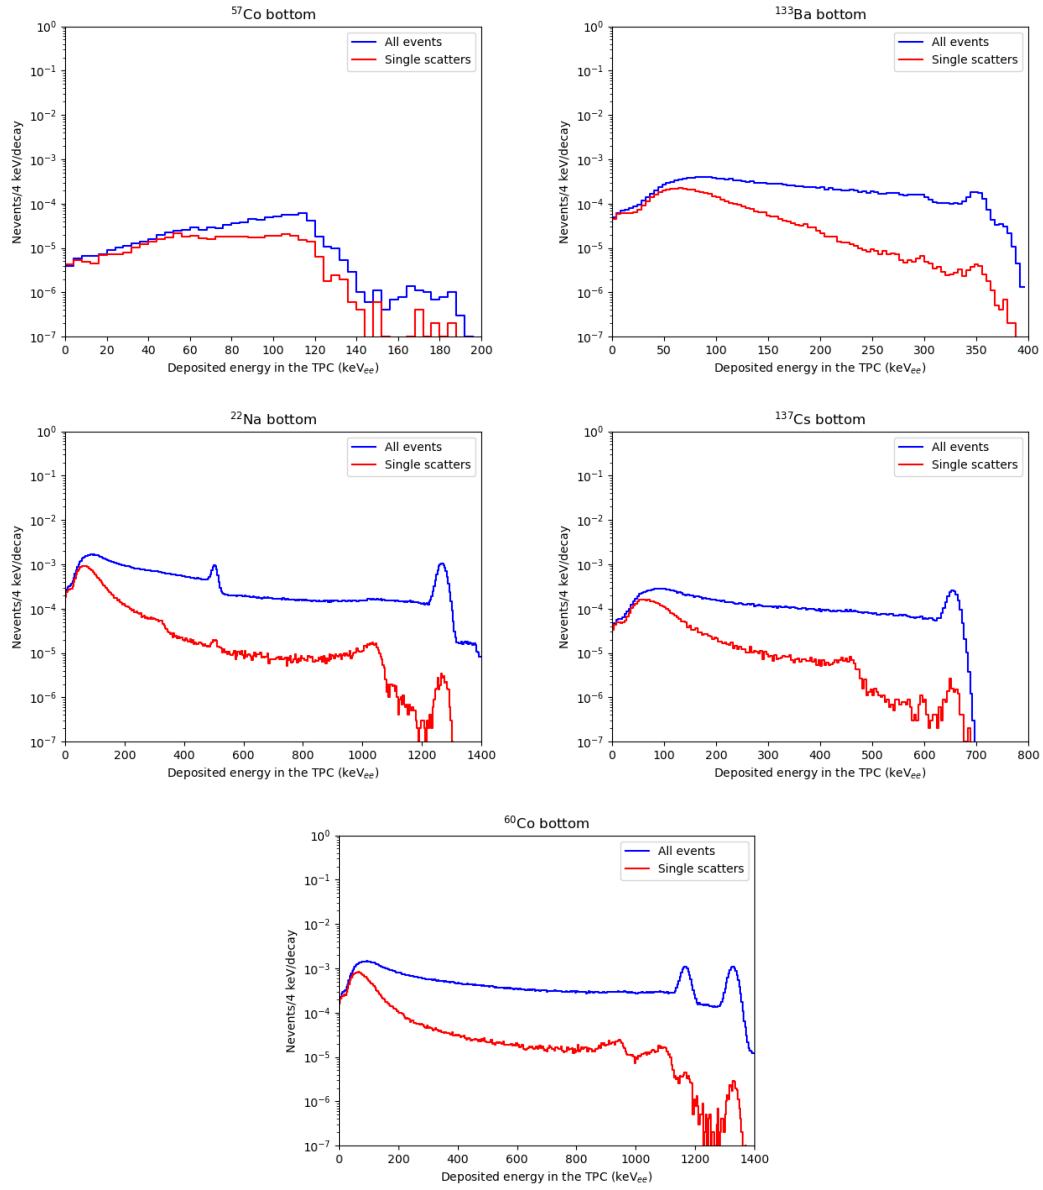 ⁵⁷Co bottom
Nevents/4 keV/decay
10⁰
10⁻¹
10⁻²
10⁻³
10⁻⁴
10⁻⁵
10⁻⁶
10⁻⁷
All events
Single scatters
0 20 40 60 80 100 120 140 160 180 200
Deposited energy in the TPC (keVₑₑ)
¹³³Ba bottom
Nevents/4 keV/decay
10⁰
10⁻¹
10⁻²
10⁻³
10⁻⁴
10⁻⁵
10⁻⁶
10⁻⁷
All events
Single scatters
0 50 100 150 200 250 300 350 400
Deposited energy in the TPC (keVₑₑ)
²²Na bottom
Nevents/4 keV/decay
10⁰
10⁻¹
10⁻²
10⁻³
10⁻⁴
10⁻⁵
10⁻⁶
10⁻⁷
All events
Single scatters
0 200 400 600 800 1000 1200 1400
Deposited energy in the TPC (keVₑₑ)
¹³⁷Cs bottom
Nevents/4 keV/decay
10⁰
10⁻¹
10⁻²
10⁻³
10⁻⁴
10⁻⁵
10⁻⁶
10⁻⁷
All events
Single scatters
0 100 200 300 400 500 600 700 800
Deposited energy in the TPC (keVₑₑ)
⁶⁰Co bottom
Nevents/4 keV/decay
10⁰
10⁻¹
10⁻²
10⁻³
10⁻⁴
10⁻⁵
10⁻⁶
10⁻⁷
All events
Single scatters
0 200 400 600 800 1000 1200 1400
Deposited energy in the TPC (keVₑₑ)